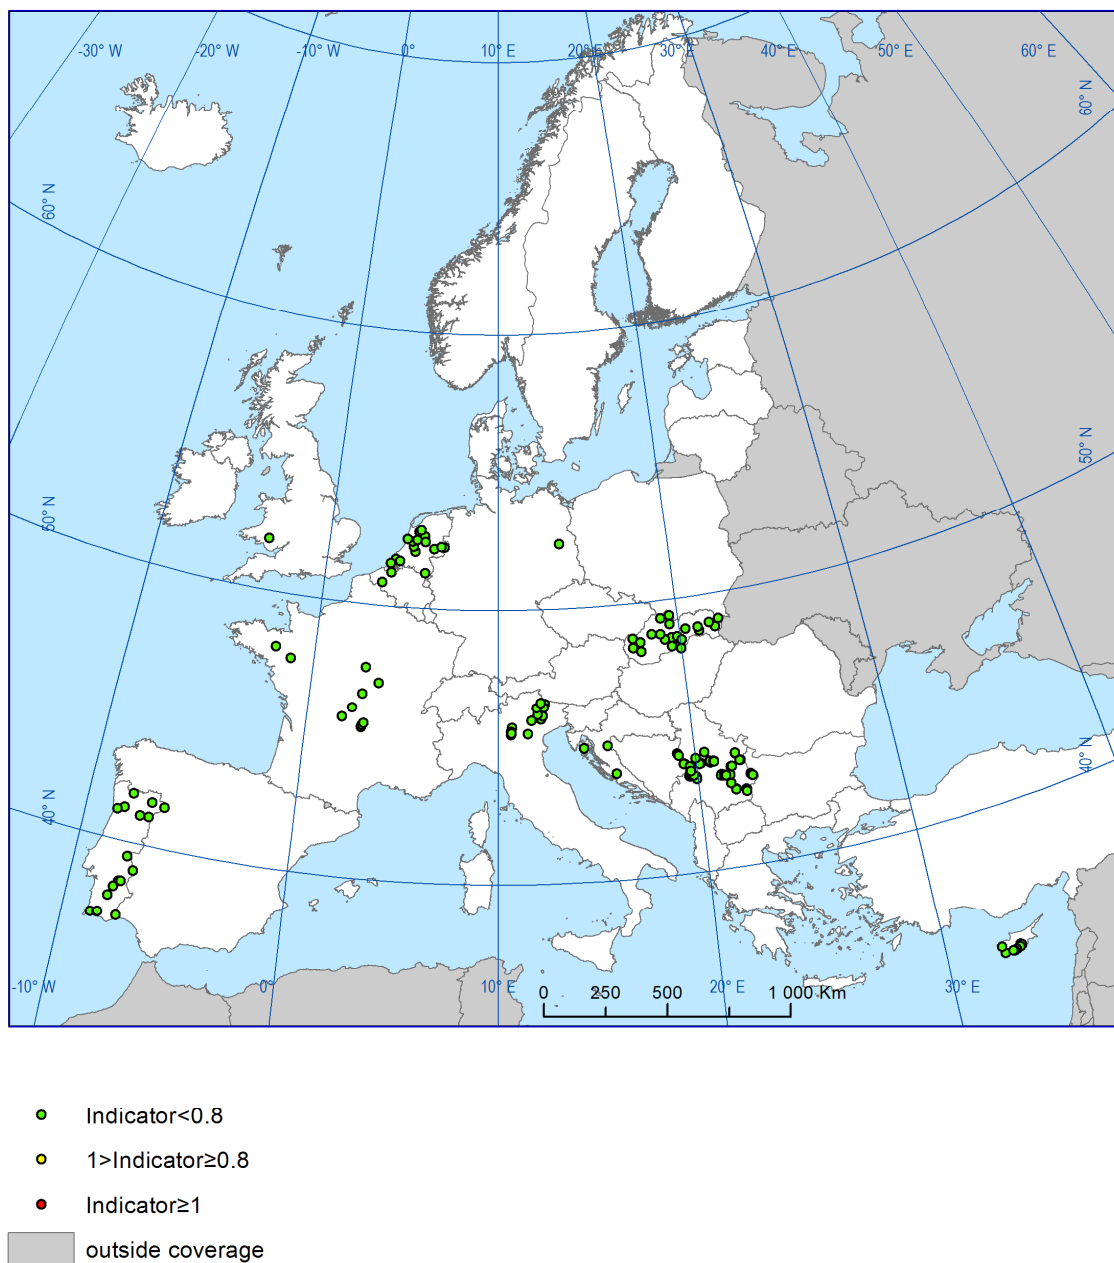 -30° W -20° W -10° W 0° 10° E 20° E 30° E 40° E 50° E 60° E
60° N
60° N
50° N
50° N
40° N
40° N
40° N
-10° W 0° 10° E 20° E 30° E
0 250 500 1 000 Km
Indicator<0.8
1>Indicator≥0.8
Indicator≥1
outside coverage